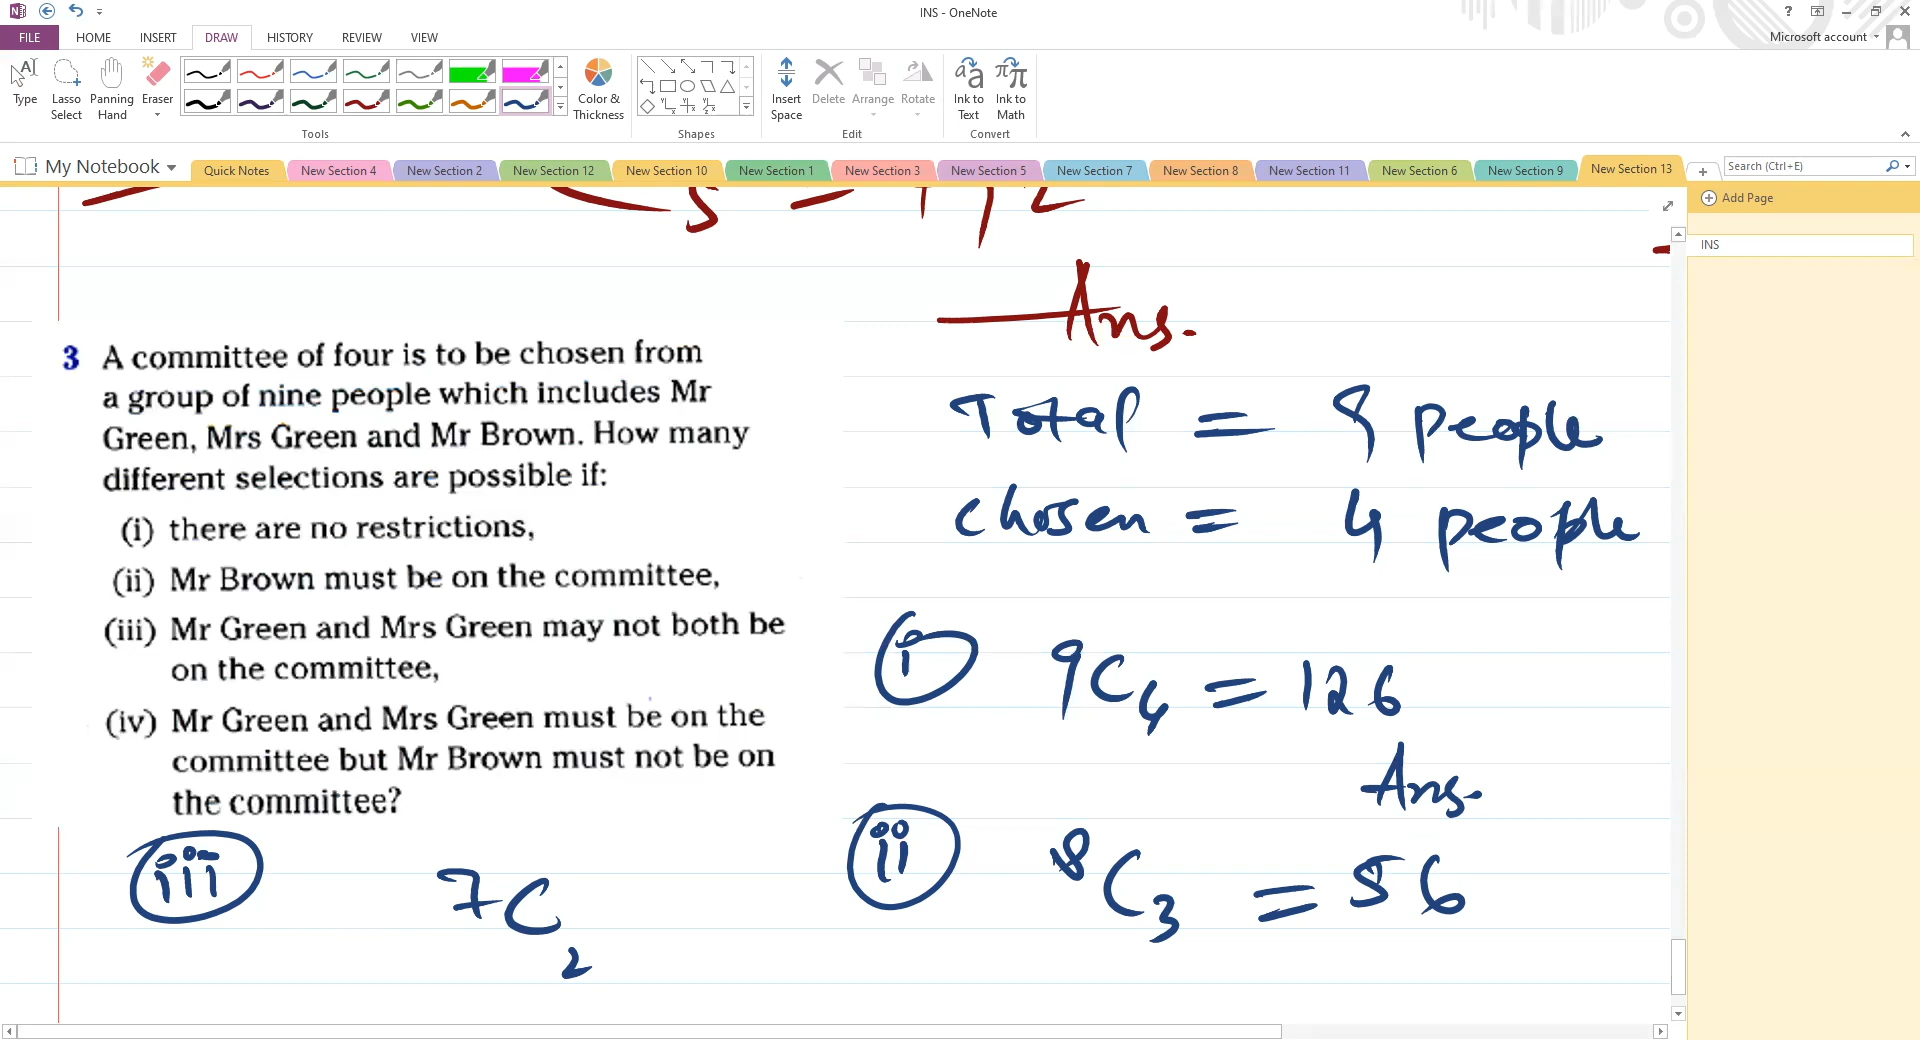 INS - OneNote
FILE HOME INSERT DRAW HISTORY REVIEW VIEW
Microsoft account
Type
Lasso Select
Panning Hand
Eraser
Color & Thickness
Insert Space
Delete
Arrange
Rotate
Ink to Text
Ink to Math
Tools
Shapes
Edit
Convert
My Notebook
Quick Notes New Section 4 New Section 2 New Section 12 New Section 10 New Section 1 New Section 3 New Section 5 New Section 7 New Section 8 New Section 11 New Section 6 New Section 9 New Section 13
Search (Ctrl+E)
Add Page
INS
Ans.
3 A committee of four is to be chosen from
a group of nine people which includes Mr
Green, Mrs Green and Mr Brown. How many
different selections are possible if:
(i) there are no restrictions,
(ii) Mr Brown must be on the committee,
(iii) Mr Green and Mrs Green may not both be
on the committee,
(iv) Mr Green and Mrs Green must be on the
committee but Mr Brown must not be on
the committee?
Total = 9 people
chosen = 4 people
i 9C4 = 126
Ans.
ii 8C3 = 56
iii 7C2